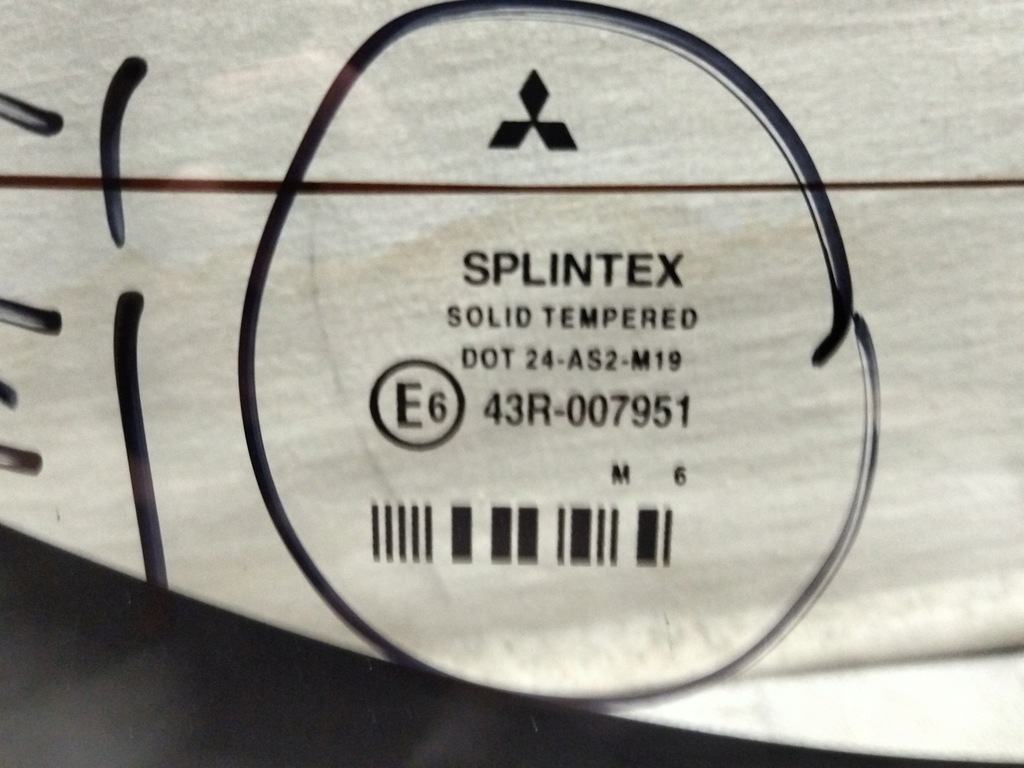 SPLINTEX
SOLID TEMPERED
DOT 24-AS2-M19
E6 43R-007951
M 6